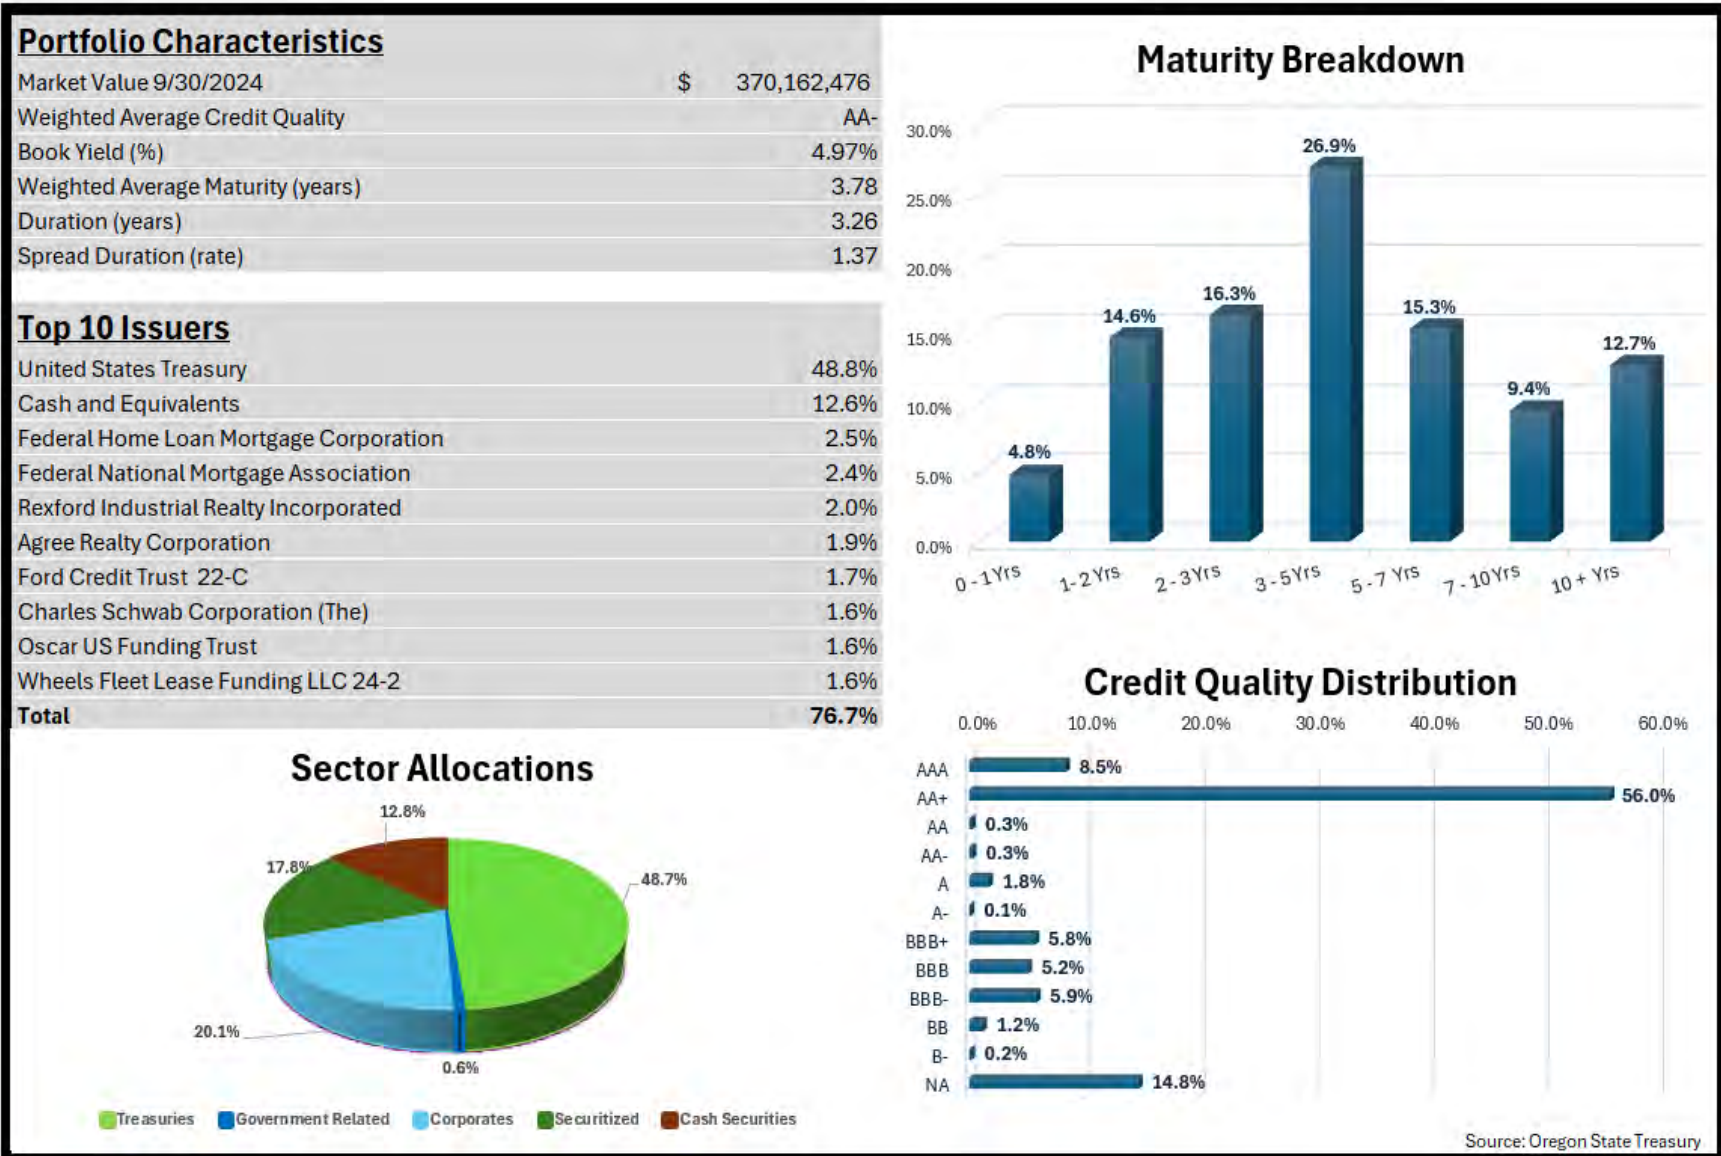 Portfolio Characteristics
Market Value 9/30/2024 $ 370,162,476
Weighted Average Credit Quality AA-
Book Yield (%) 4.97%
Weighted Average Maturity (years) 3.78
Duration (years) 3.26
Spread Duration (rate) 1.37
Top 10 Issuers
United States Treasury 48.8%
Cash and Equivalents 12.6%
Federal Home Loan Mortgage Corporation 2.5%
Federal National Mortgage Association 2.4%
Rexford Industrial Realty Incorporated 2.0%
Agree Realty Corporation 1.9%
Ford Credit Trust 22-C 1.7%
Charles Schwab Corporation (The) 1.6%
Oscar US Funding Trust 1.6%
Wheels Fleet Lease Funding LLC 24-2 1.6%
Total 76.7%
Sector Allocations
12.8%
17.8%
48.7%
20.1%
0.6%
Treasuries Government Related Corporates Securitized Cash Securities
Maturity Breakdown
30.0%
25.0%
20.0%
15.0%
10.0%
5.0%
0.0%
4.8%
14.6%
16.3%
26.9%
15.3%
9.4%
12.7%
0 - 1 Yrs 1- 2 Yrs 2 - 3 Yrs 3 - 5 Yrs 5 - 7 Yrs 7 - 10 Yrs 10 + Yrs
Credit Quality Distribution
0.0% 10.0% 20.0% 30.0% 40.0% 50.0% 60.0%
AAA 8.5%
AA+ 56.0%
AA 0.3%
AA- 0.3%
A 1.8%
A- 0.1%
BBB+ 5.8%
BBB 5.2%
BBB- 5.9%
BB 1.2%
B- 0.2%
NA 14.8%
Source: Oregon State Treasury